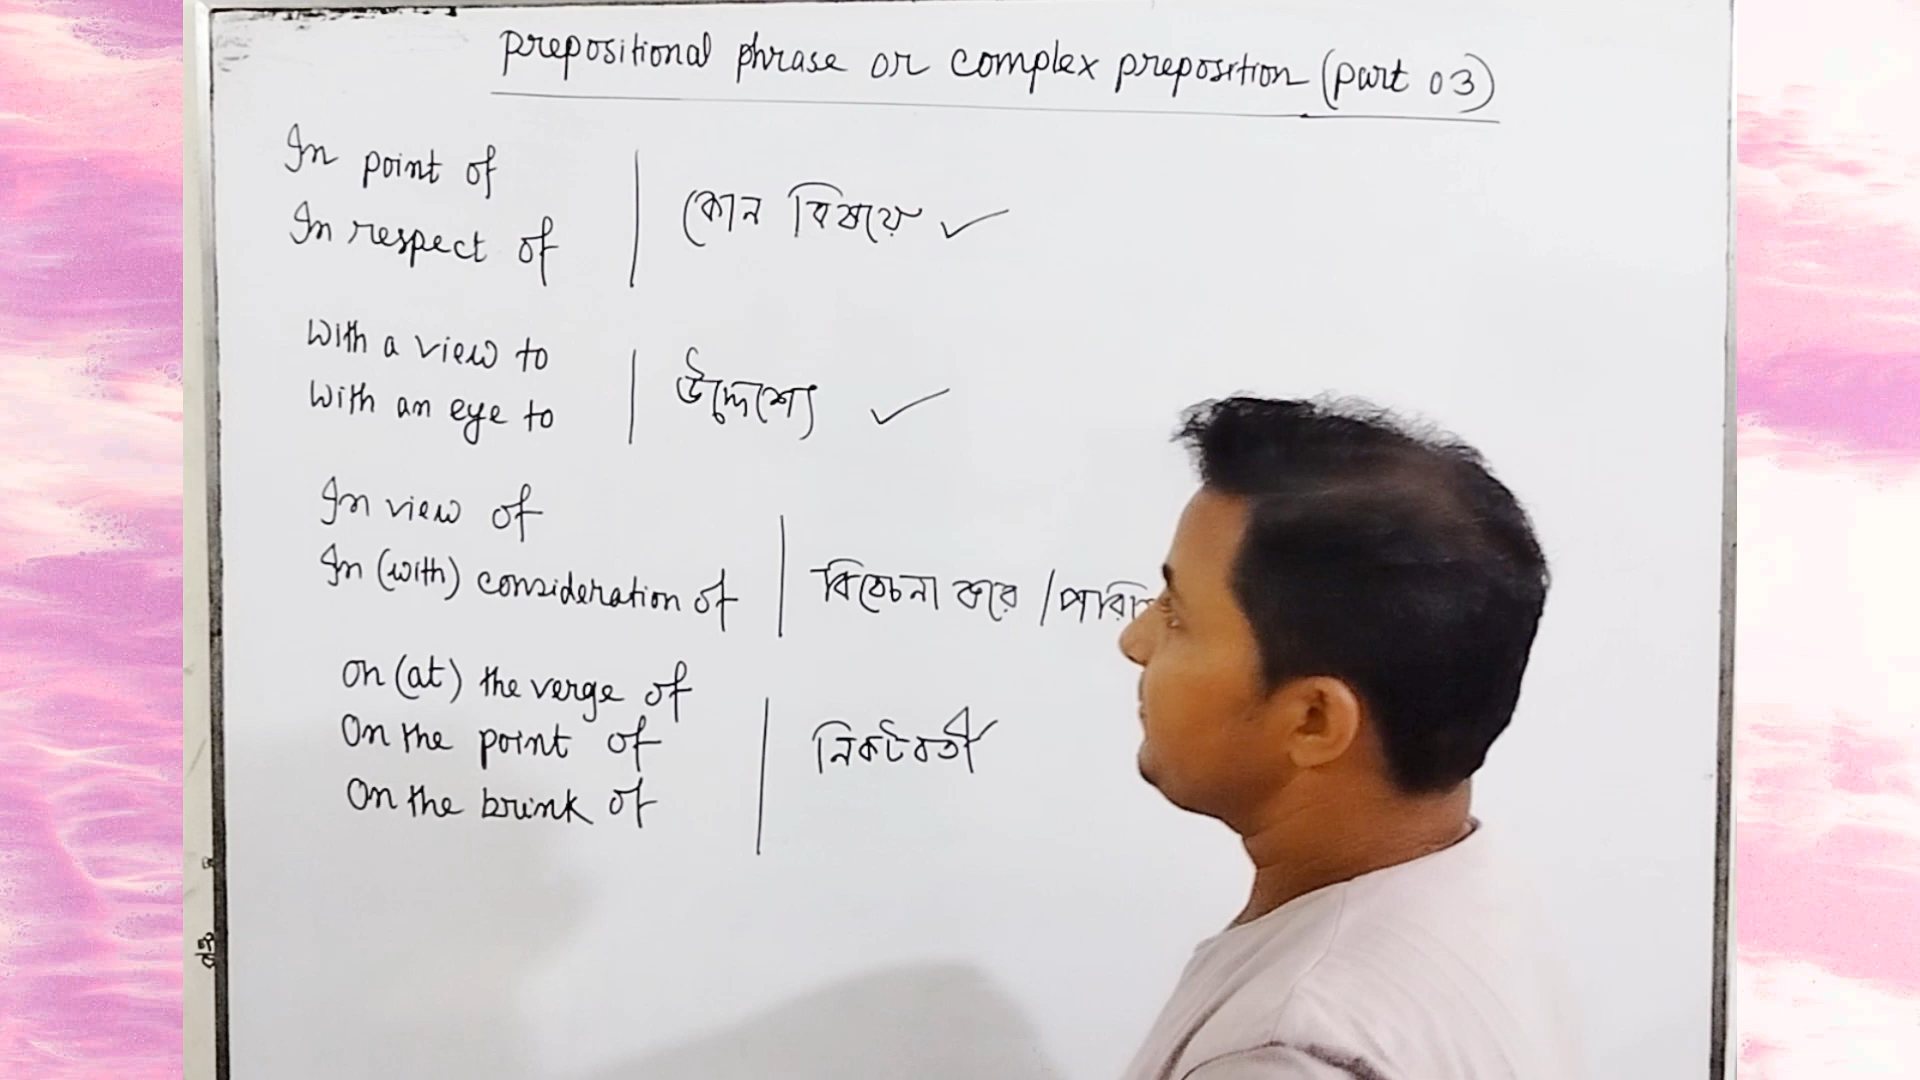 prepositional phrase or complex preposition (part 03)
In point of
In respect of
কোন বিষয়ে
With a view to
With an eye to
উদ্দেশ্যে
In view of
In (with) consideration of
বিবেচনা করে /
on (at) the verge of
On the point of
On the brink of
নিকটবর্তী